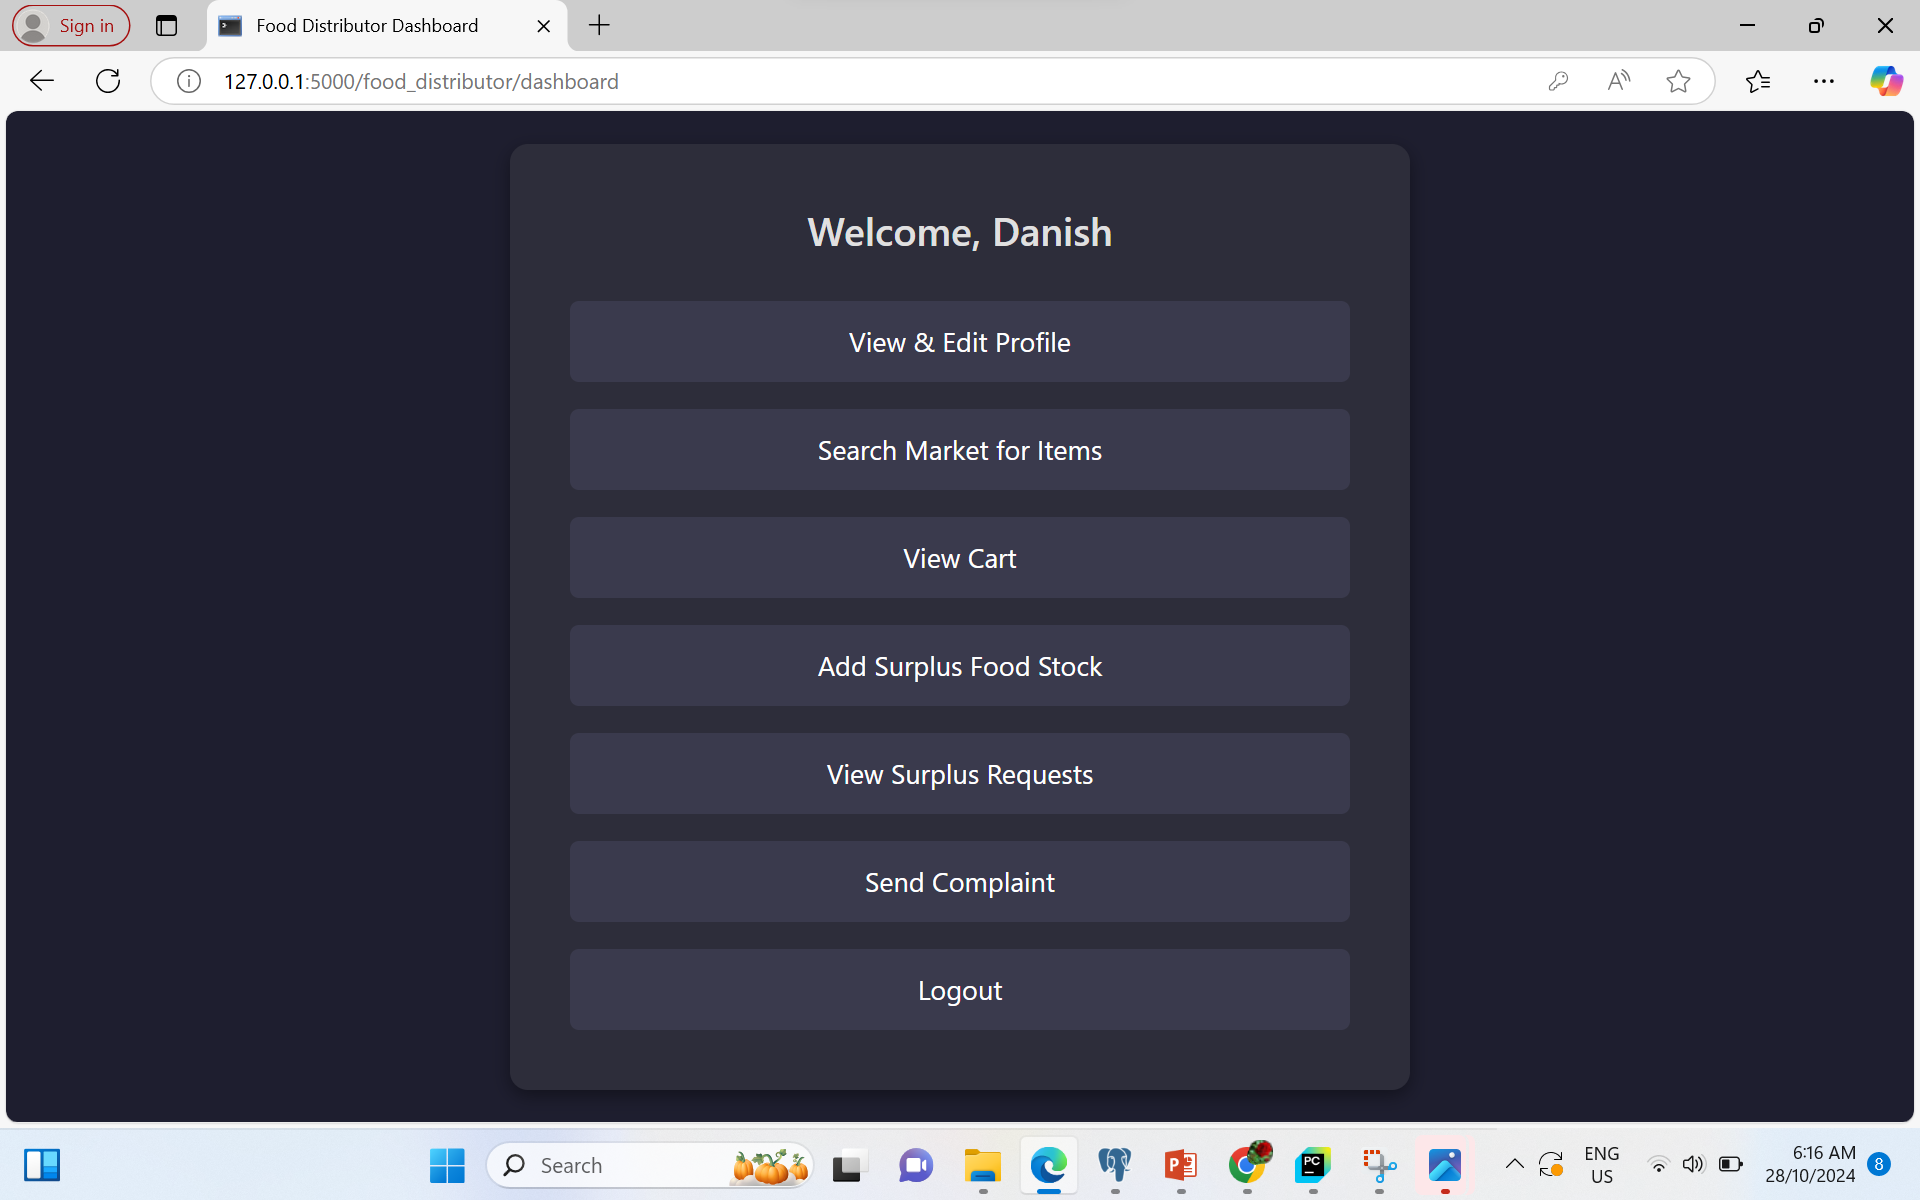 Sign in
Food Distributor Dashboard
127.0.0.1:5000/food_distributor/dashboard
Welcome, Danish
View & Edit Profile
Search Market for Items
View Cart
Add Surplus Food Stock
View Surplus Requests
Send Complaint
Logout
Search
PC
ENG
US
6:16 AM
28/10/2024
8